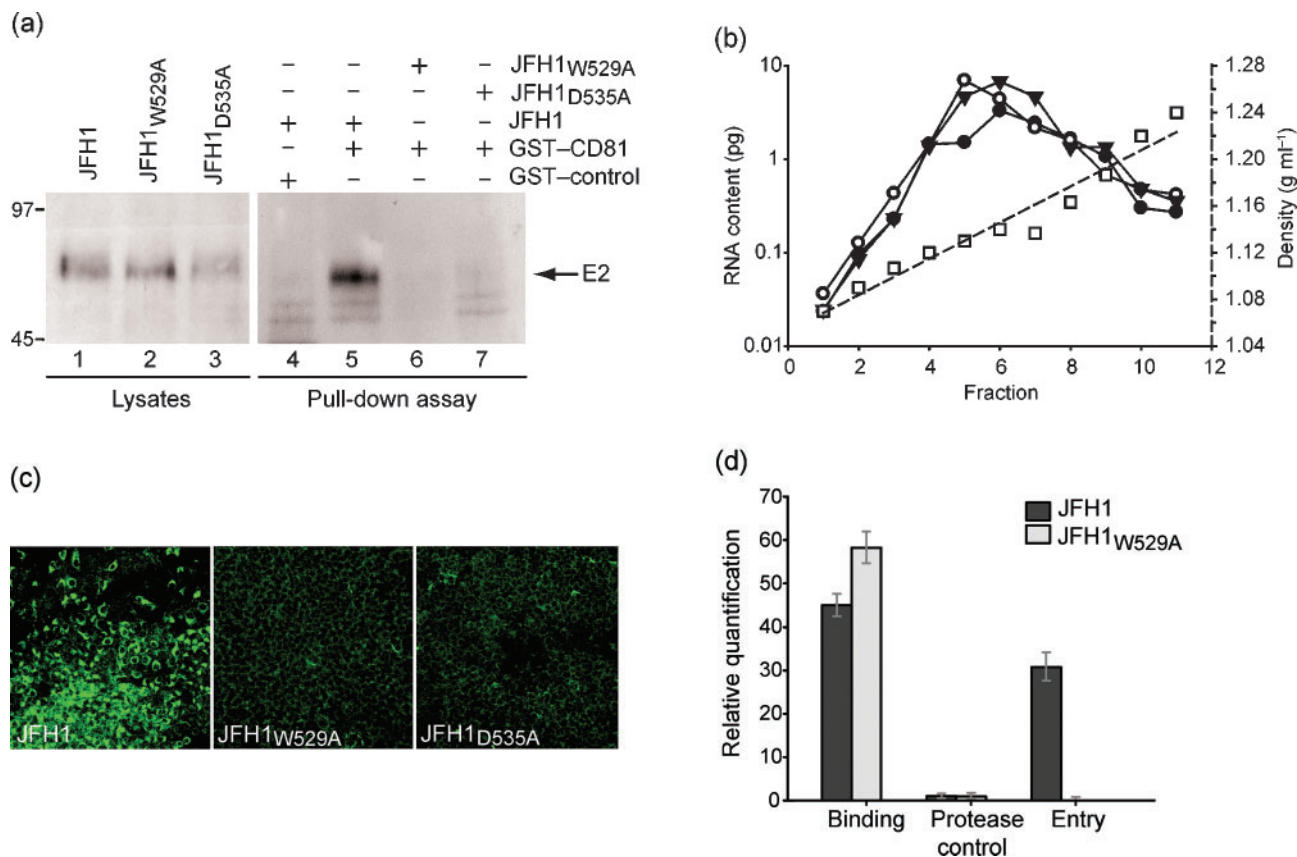 (a)
JFH1
JFH1W529A
JFH1D535A
– – + – JFH1W529A
– – – + JFH1D535A
+ + – – JFH1
– + + + GST–CD81
+ – – – GST–control
97
45
E2
1 2 3 4 5 6 7
Lysates
Pull-down assay
(b)
RNA content (pg)
10
1
0.1
0.01
0 2 4 6 8 10 12
Fraction
1.28
1.24
1.20
1.16
1.12
1.08
1.04
Density (g ml⁻¹)
(c)
JFH1
JFH1W529A
JFH1D535A
(d)
Relative quantification
70
60
50
40
30
20
10
0
JFH1
JFH1W529A
Binding
Protease
control
Entry